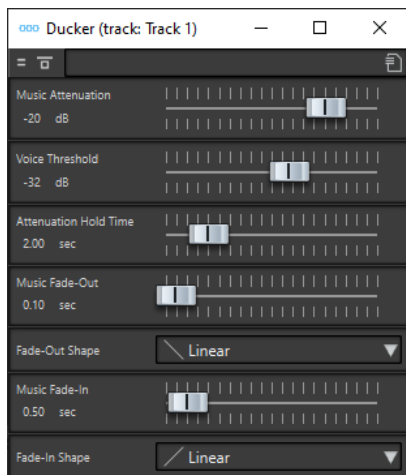 Ducker (track: Track 1)
Music Attenuation
-20 dB
Voice Threshold
-32 dB
Attenuation Hold Time
2.00 sec
Music Fade-Out
0.10 sec
Fade-Out Shape
Linear
Music Fade-In
0.50 sec
Fade-In Shape
Linear